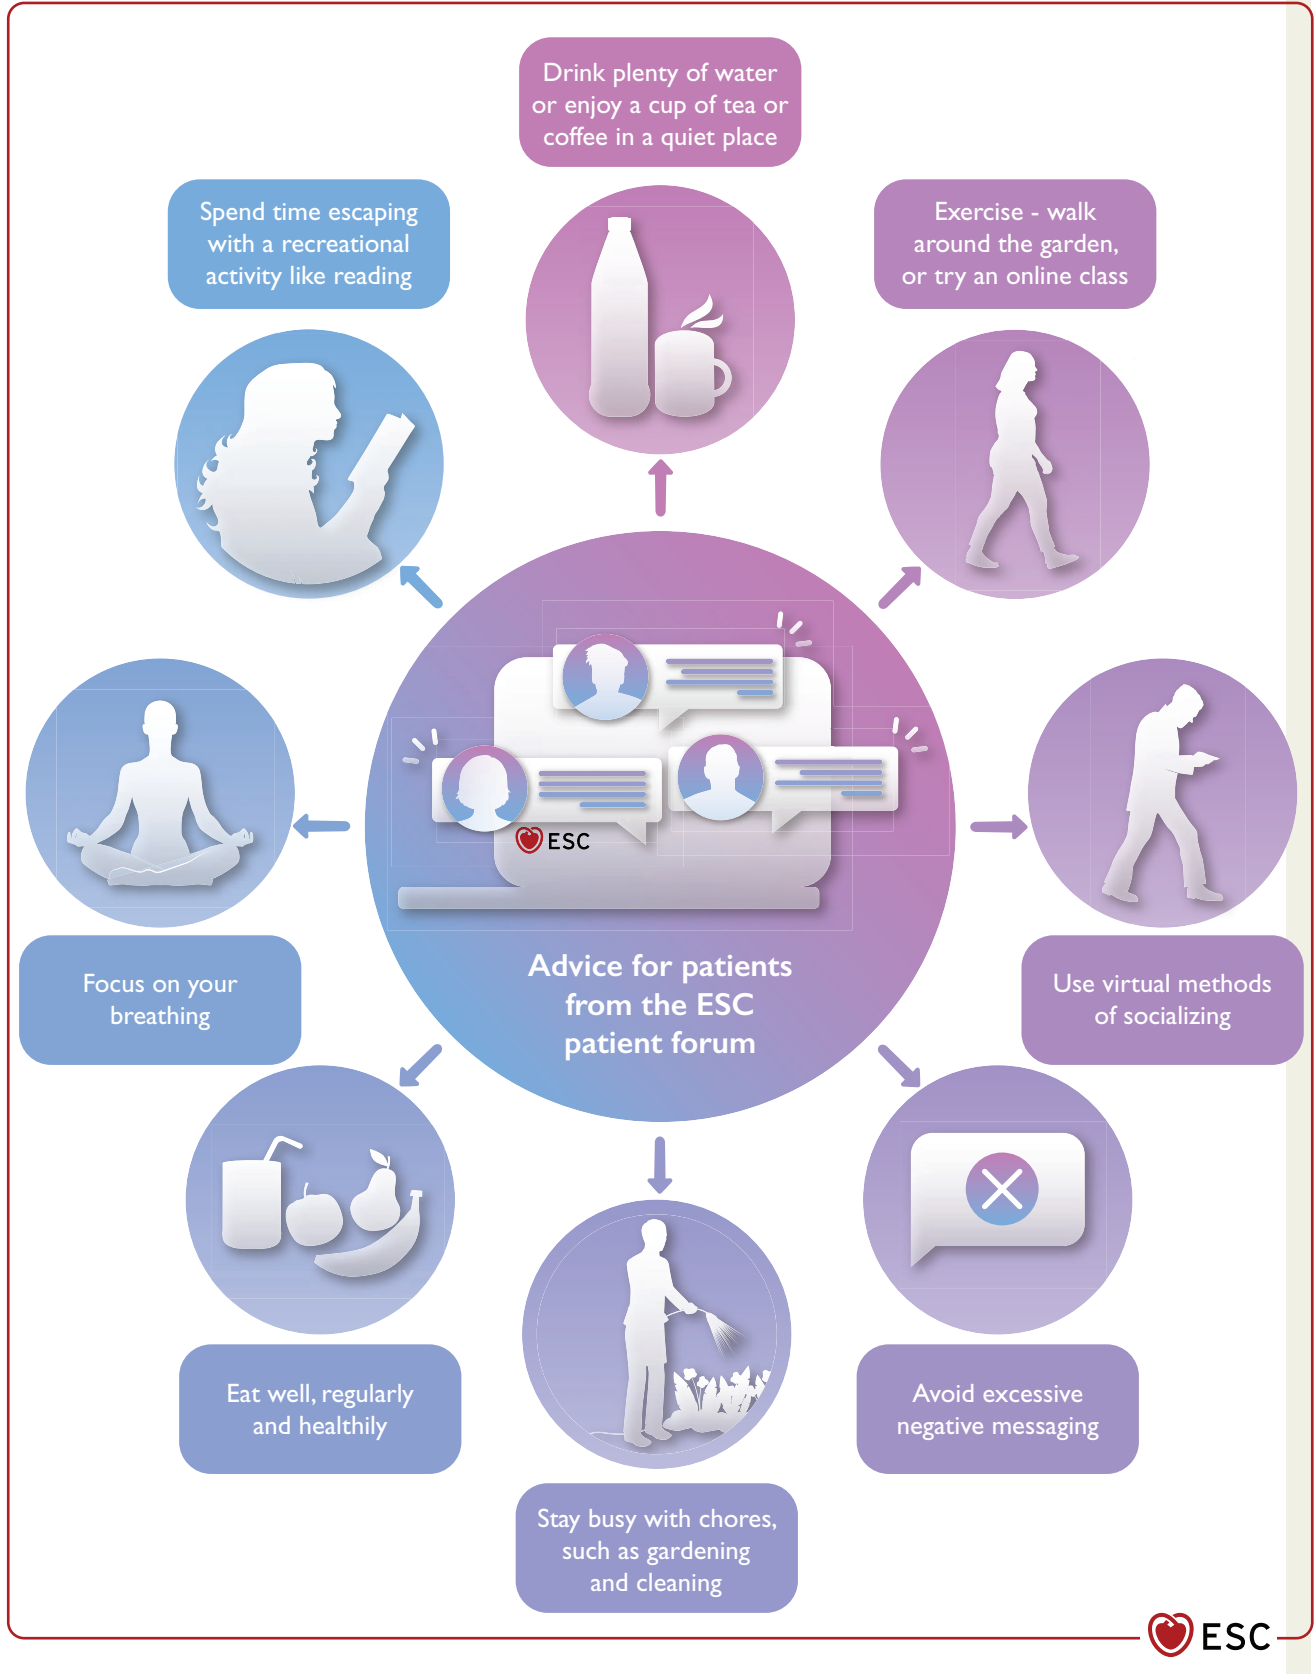 Drink plenty of water
or enjoy a cup of tea or
coffee in a quiet place
Spend time escaping
with a recreational
activity like reading
Exercise - walk
around the garden,
or try an online class
ESC
Advice for patients
from the ESC
patient forum
Focus on your
breathing
Use virtual methods
of socializing
Eat well, regularly
and healthily
Avoid excessive
negative messaging
Stay busy with chores,
such as gardening
and cleaning
ESC